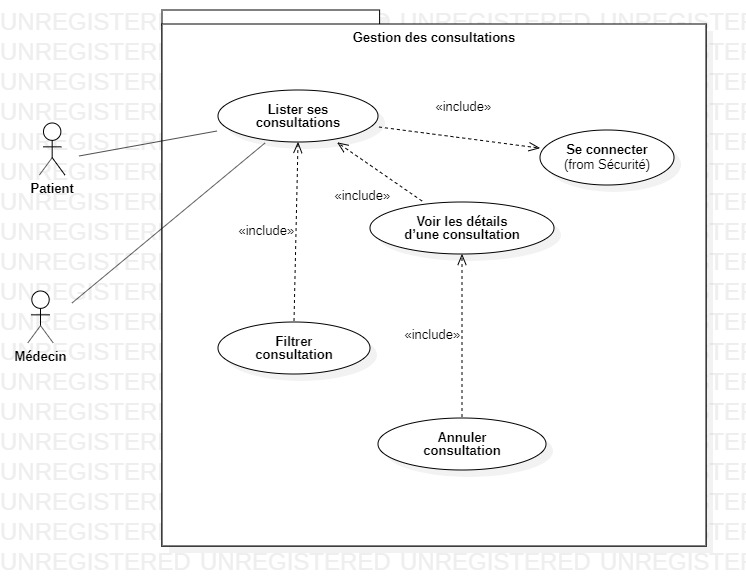 Gestion des consultations
Lister ses
consultations
«include»
Se connecter
(from Sécurité)
Patient
«include»
Voir les détails
d'une consultation
«include»
Filtrer
consultation
«include»
Médecin
Annuler
consultation
UNREGISTERED UNREGISTERED UNREGISTERED UNREGISTERED